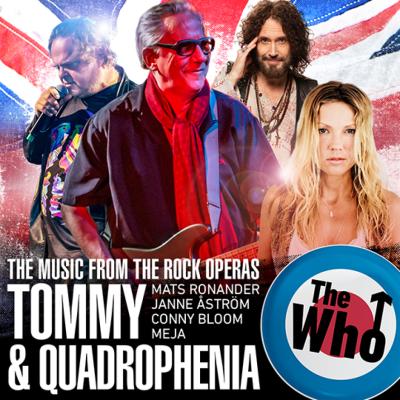 THE MUSIC FROM THE ROCK OPERAS
TOMMY
MATS RONANDER
JANNE ÅSTRÖM
CONNY BLOOM
MEJA
& QUADROPHENIA
The
Who